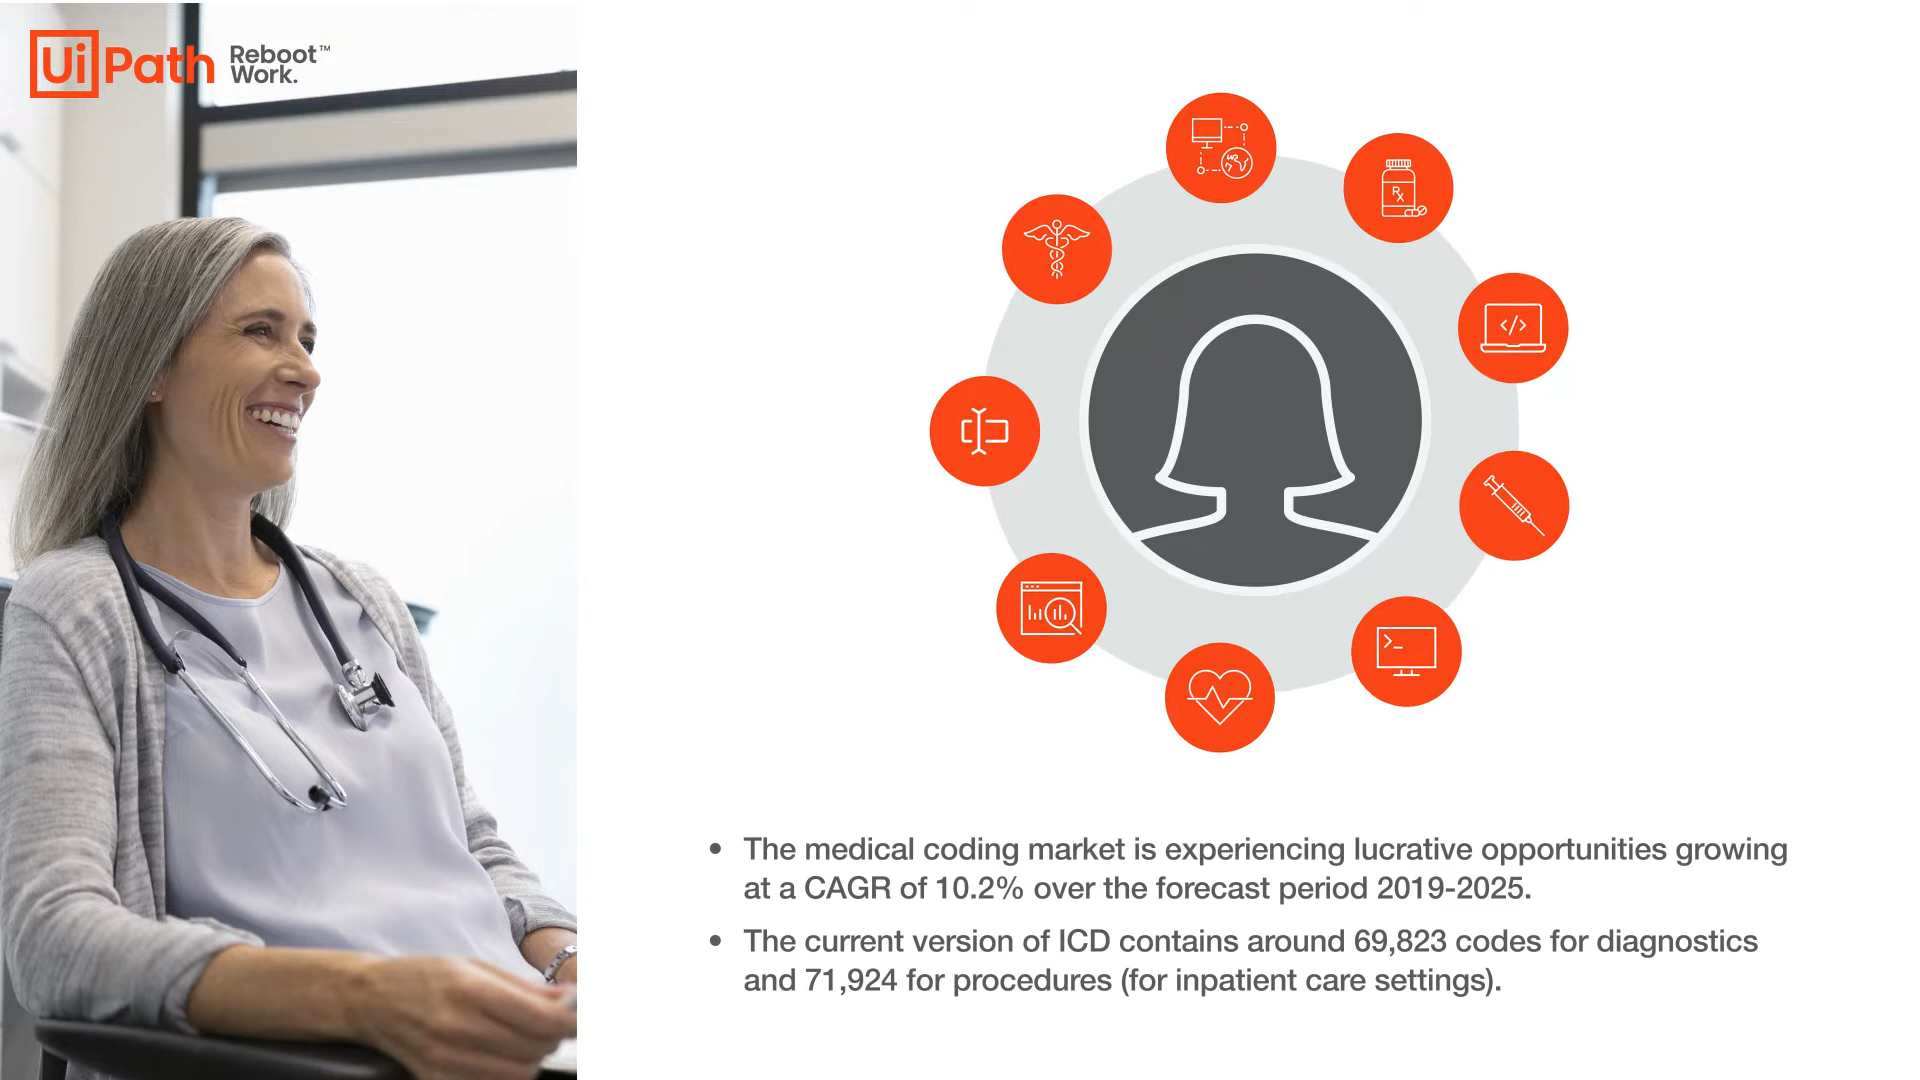 UiPath Reboot™
Work.
Rx
</>
>_
• The medical coding market is experiencing lucrative opportunities growing
at a CAGR of 10.2% over the forecast period 2019-2025.
• The current version of ICD contains around 69,823 codes for diagnostics
and 71,924 for procedures (for inpatient care settings).